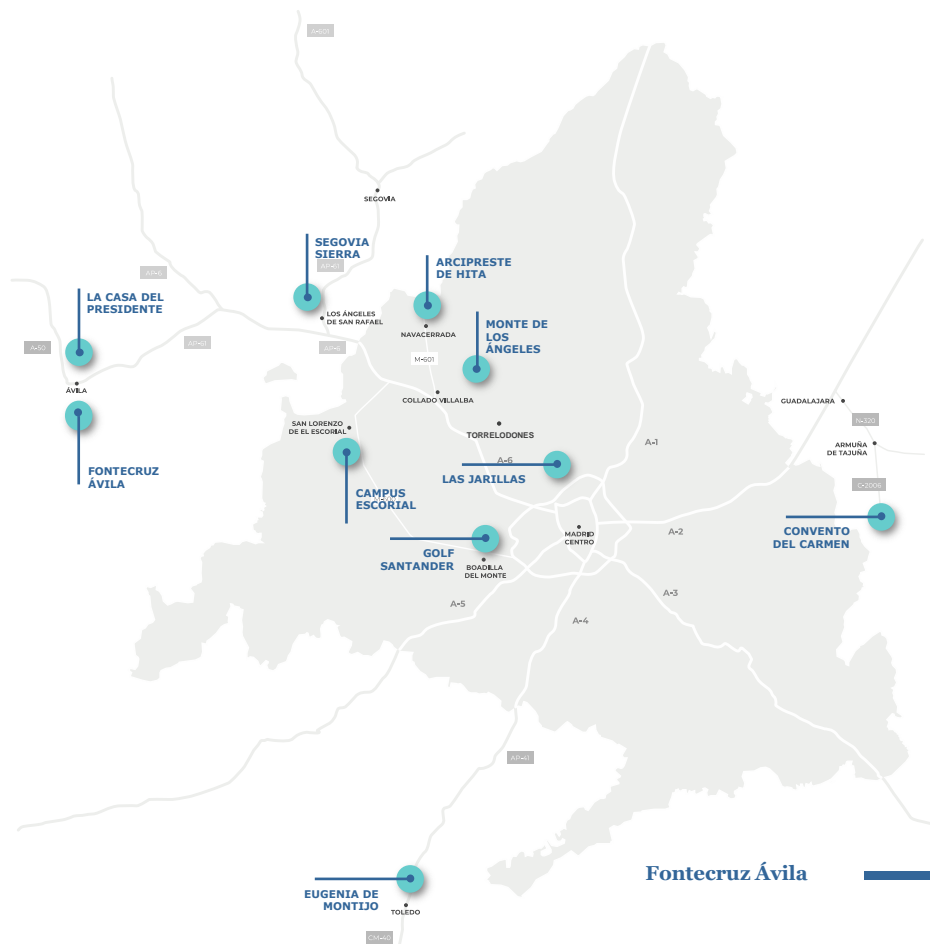 A-601
SEGOVIA
SEGOVIA
SIERRA
AP-61
ARCIPRESTE
DE HITA
AP-6
LA CASA DEL
PRESIDENTE
LOS ÁNGELES
DE SAN RAFAEL
MONTE DE
LOS
ÁNGELES
NAVACERRADA
A-50
AP-51
AP-6
M-601
ÁVILA
COLLADO VILLALBA
GUADALAJARA
N-320
SAN LORENZO
DE EL ESCORIAL
TORRELODONES
A-1
ARMUÑA
DE TAJUÑA
A-6
FONTECRUZ
ÁVILA
LAS JARILLAS
C-2006
CAMPUS
ESCORIAL
MADRID
CENTRO
A-2
CONVENTO
DEL CARMEN
GOLF
SANTANDER
BOADILLA
DEL MONTE
A-5
A-3
A-4
AP-41
Fontecruz Ávila
EUGENIA DE
MONTIJO
TOLEDO
CM-40